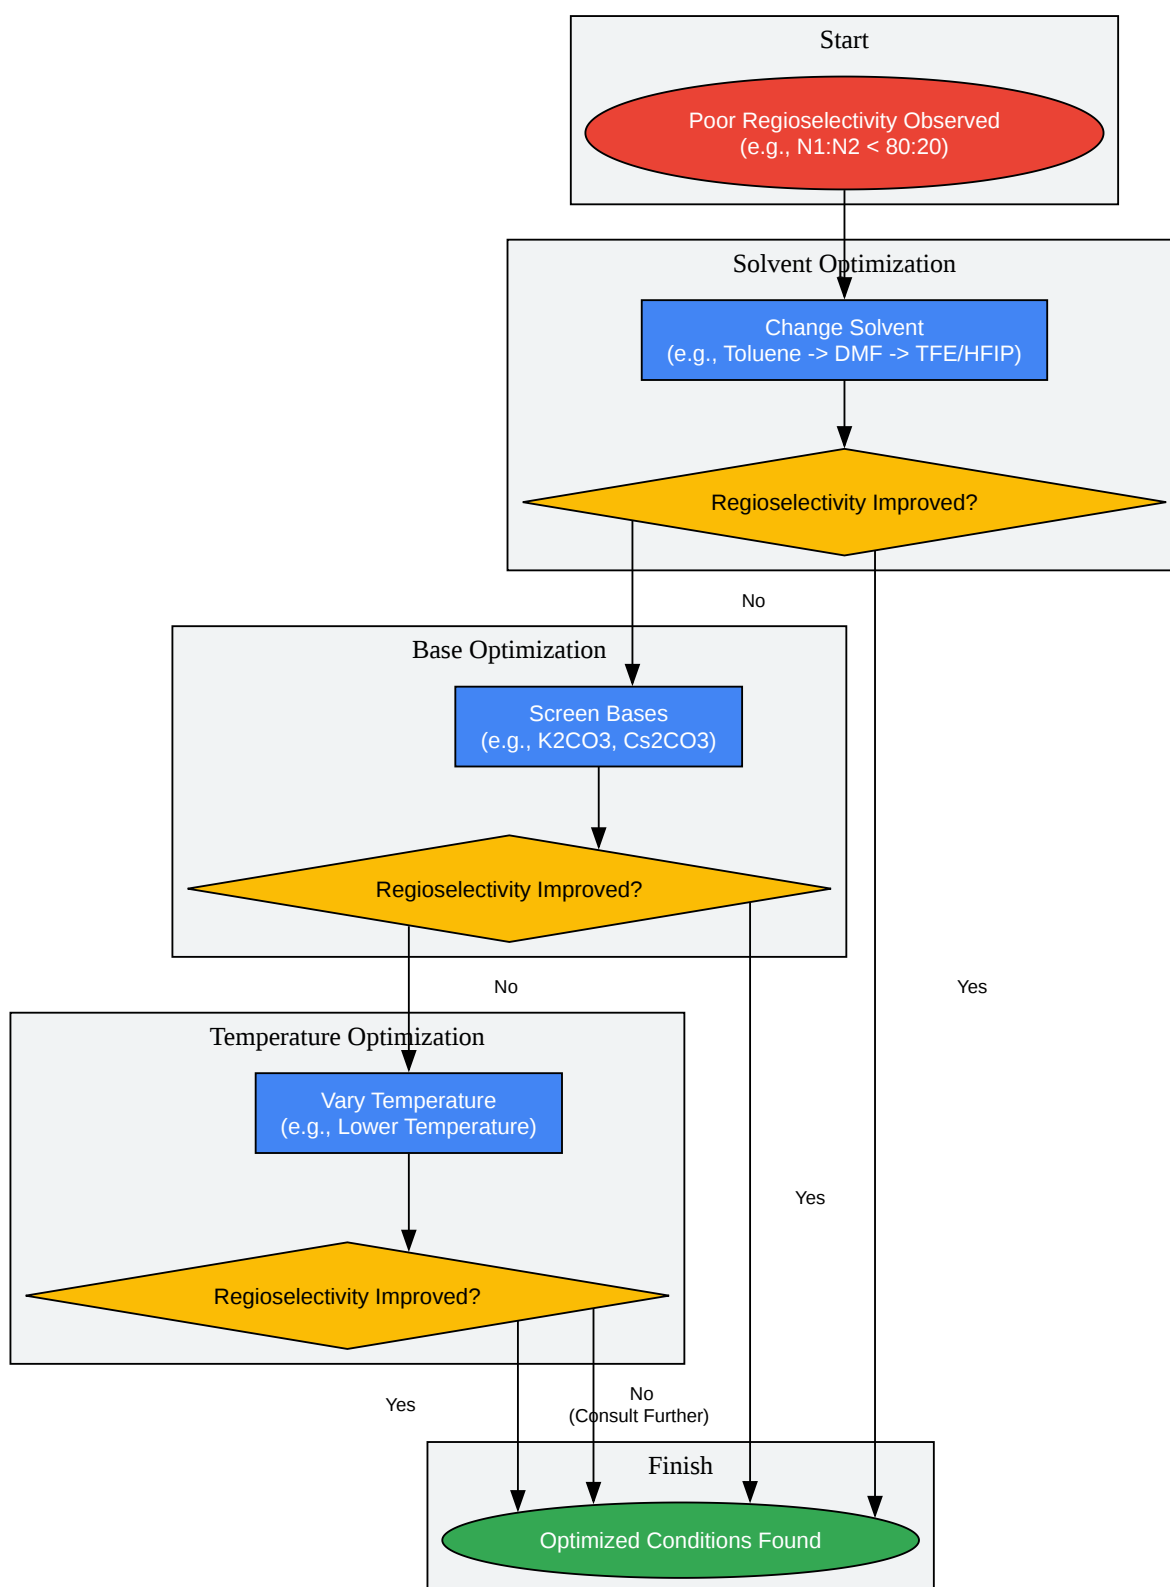 Start
Poor Regioselectivity Observed
(e.g., N1:N2 < 80:20)
Solvent Optimization
Change Solvent
(e.g., Toluene -> DMF -> TFE/HFIP)
Regioselectivity Improved?
No
Base Optimization
Screen Bases
(e.g., K2CO3, Cs2CO3)
Regioselectivity Improved?
No
Yes
Temperature Optimization
Vary Temperature
(e.g., Lower Temperature)
Yes
Regioselectivity Improved?
Yes
No
(Consult Further)
Finish
Optimized Conditions Found